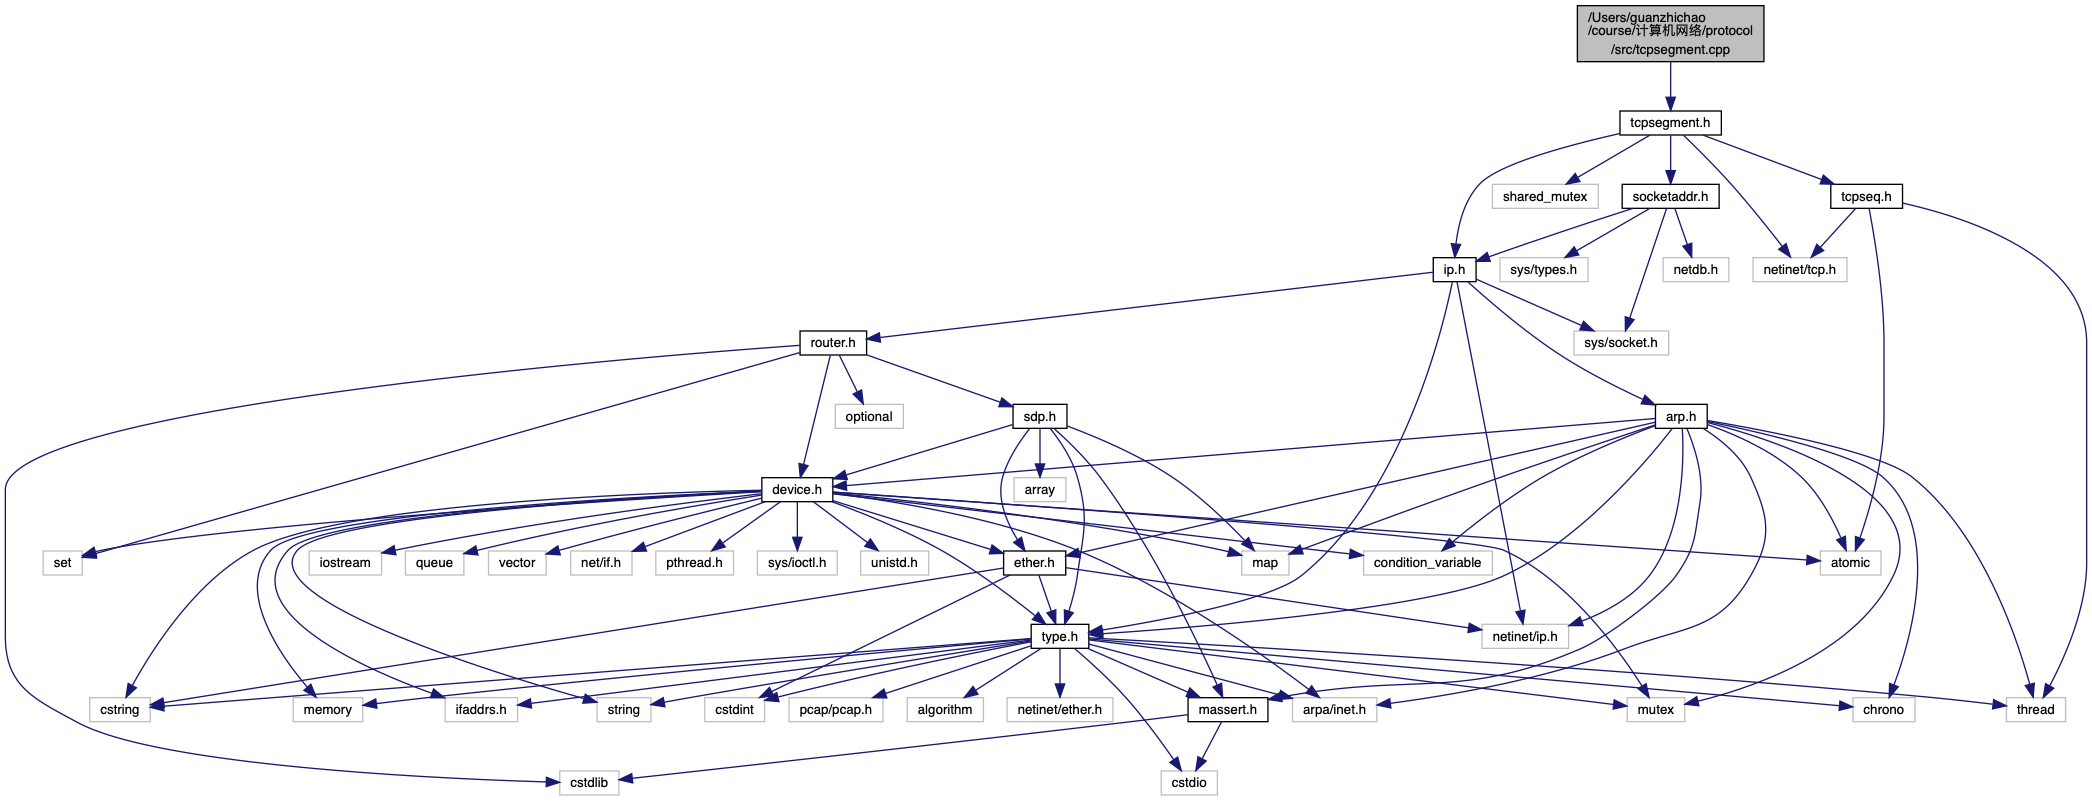 /Users/guanzhichao
/course/计算机网络/protocol
/src/tcpsegment.cpp
tcpsegment.h
shared_mutex
socketaddr.h
tcpseq.h
ip.h
sys/types.h
netdb.h
netinet/tcp.h
router.h
sys/socket.h
optional
sdp.h
arp.h
device.h
array
set
iostream
queue
vector
net/if.h
pthread.h
sys/ioctl.h
unistd.h
ether.h
map
condition_variable
atomic
type.h
netinet/ip.h
cstring
memory
ifaddrs.h
string
cstdint
pcap/pcap.h
algorithm
netinet/ether.h
massert.h
arpa/inet.h
mutex
chrono
thread
cstdlib
cstdio